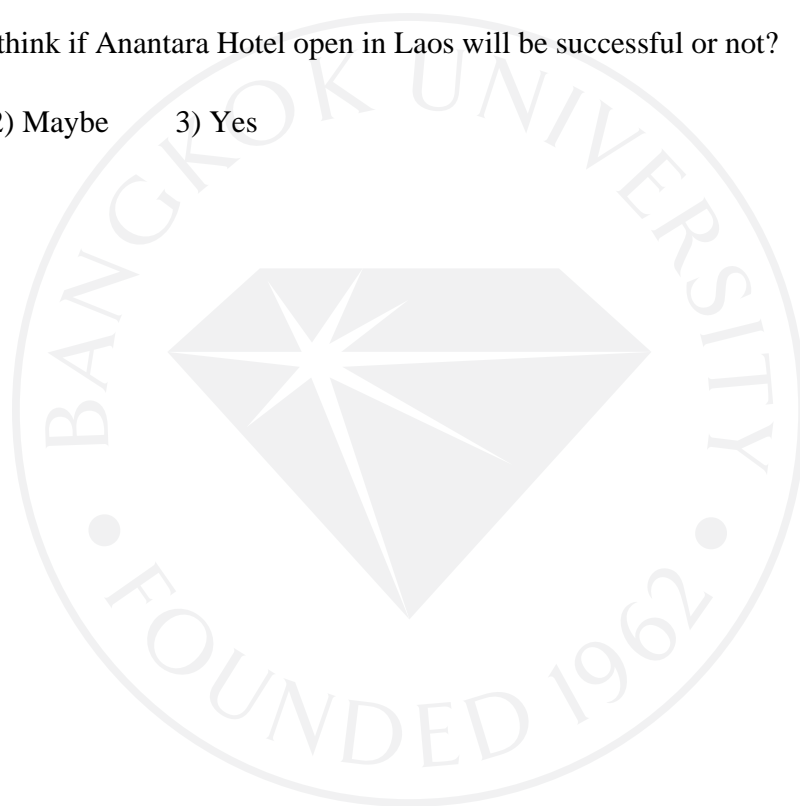 think if Anantara Hotel open in Laos will be successful or not?
2) Maybe 3) Yes
BANGKOK UNIVERSITY
FOUNDED 1962